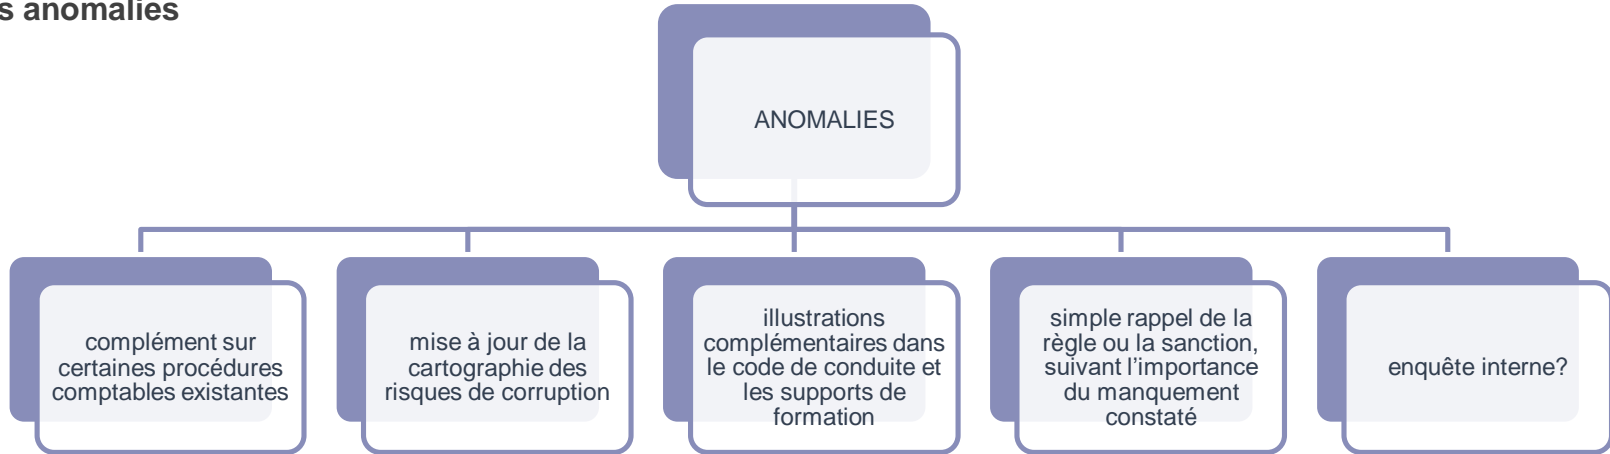 s anomalies
ANOMALIES
complément sur
certaines procédures
comptables existantes
mise à jour de la
cartographie des
risques de corruption
illustrations
complémentaires dans
le code de conduite et
les supports de
formation
simple rappel de la
règle ou la sanction,
suivant l'importance
du manquement
constaté
enquête interne?